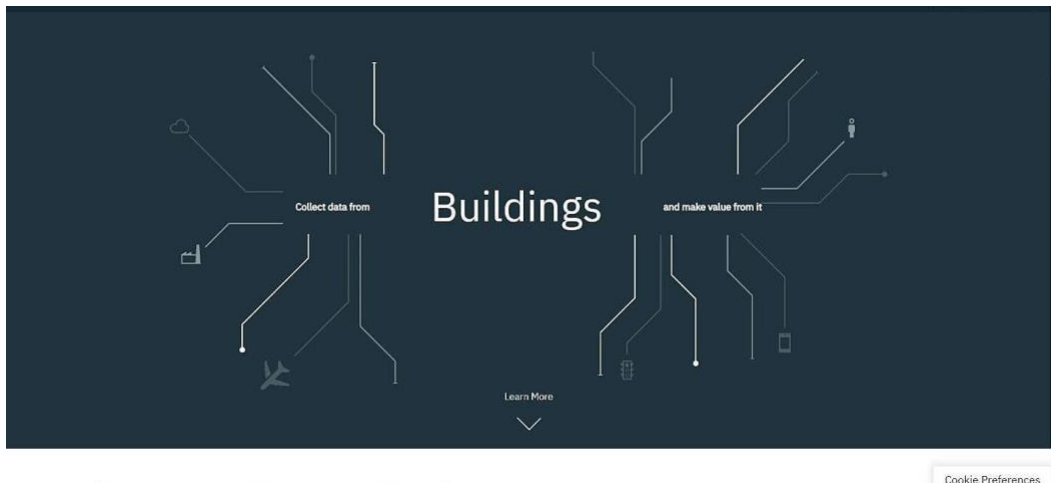 Collect data from Buildings and make value from it
Learn More
Cookie Preferences